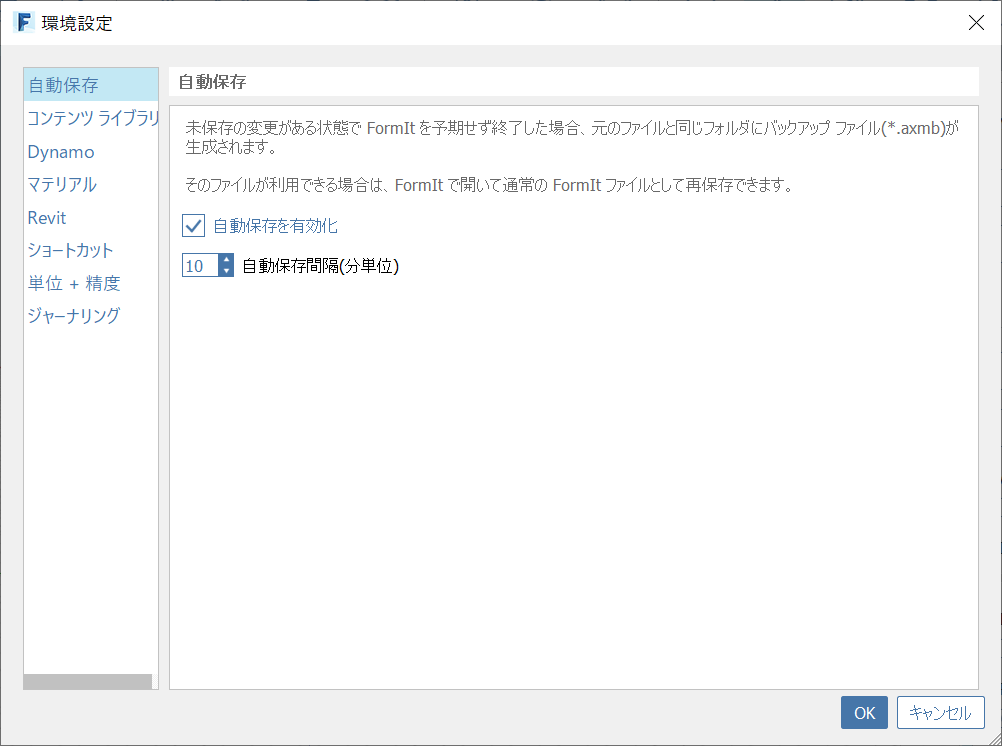 環境設定
自動保存
コンテンツ ライブラリ
Dynamo
マテリアル
Revit
ショートカット
単位 + 精度
ジャーナリング
自動保存
未保存の変更がある状態で FormIt を予期せず終了した場合、元のファイルと同じフォルダにバックアップ ファイル(*.axmb)が
生成されます。
そのファイルが利用できる場合は、FormIt で開いて通常の FormIt ファイルとして再保存できます。
自動保存を有効化
10 自動保存間隔(分単位)
OK キャンセル